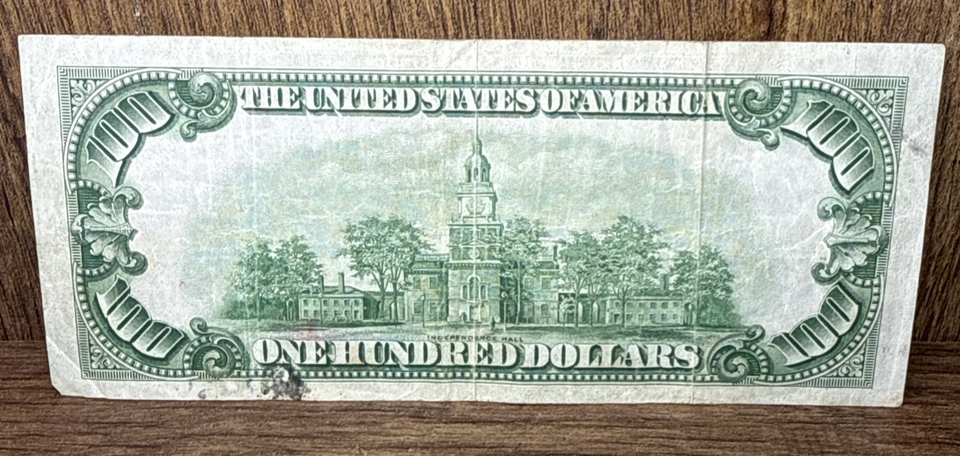 THE UNITED STATES OF AMERICA
100 100
INDEPENDENCE HALL
100 ONE HUNDRED DOLLARS 100